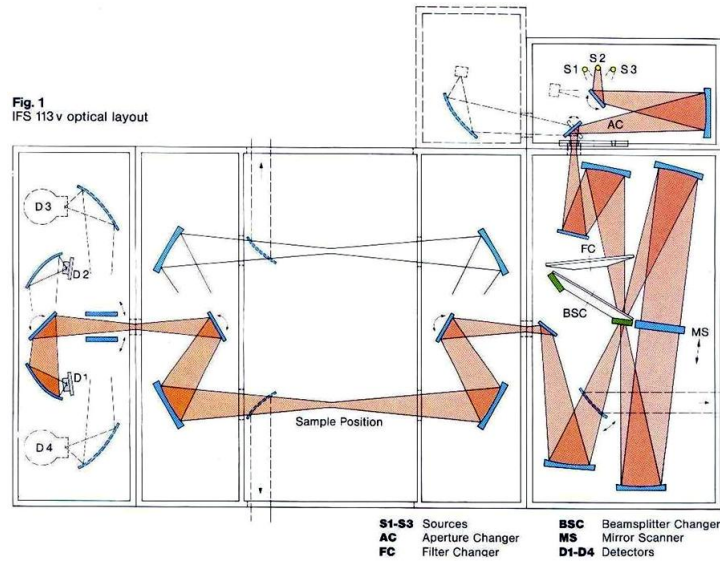 Fig. 1
IFS 113 v optical layout
S1
S2
S3
AC
D3
D2
FC
BSC
MS
D1
D4
Sample Position
S1-S3 Sources
AC Aperture Changer
FC Filter Changer
BSC Beamsplitter Changer
MS Mirror Scanner
D1-D4 Detectors